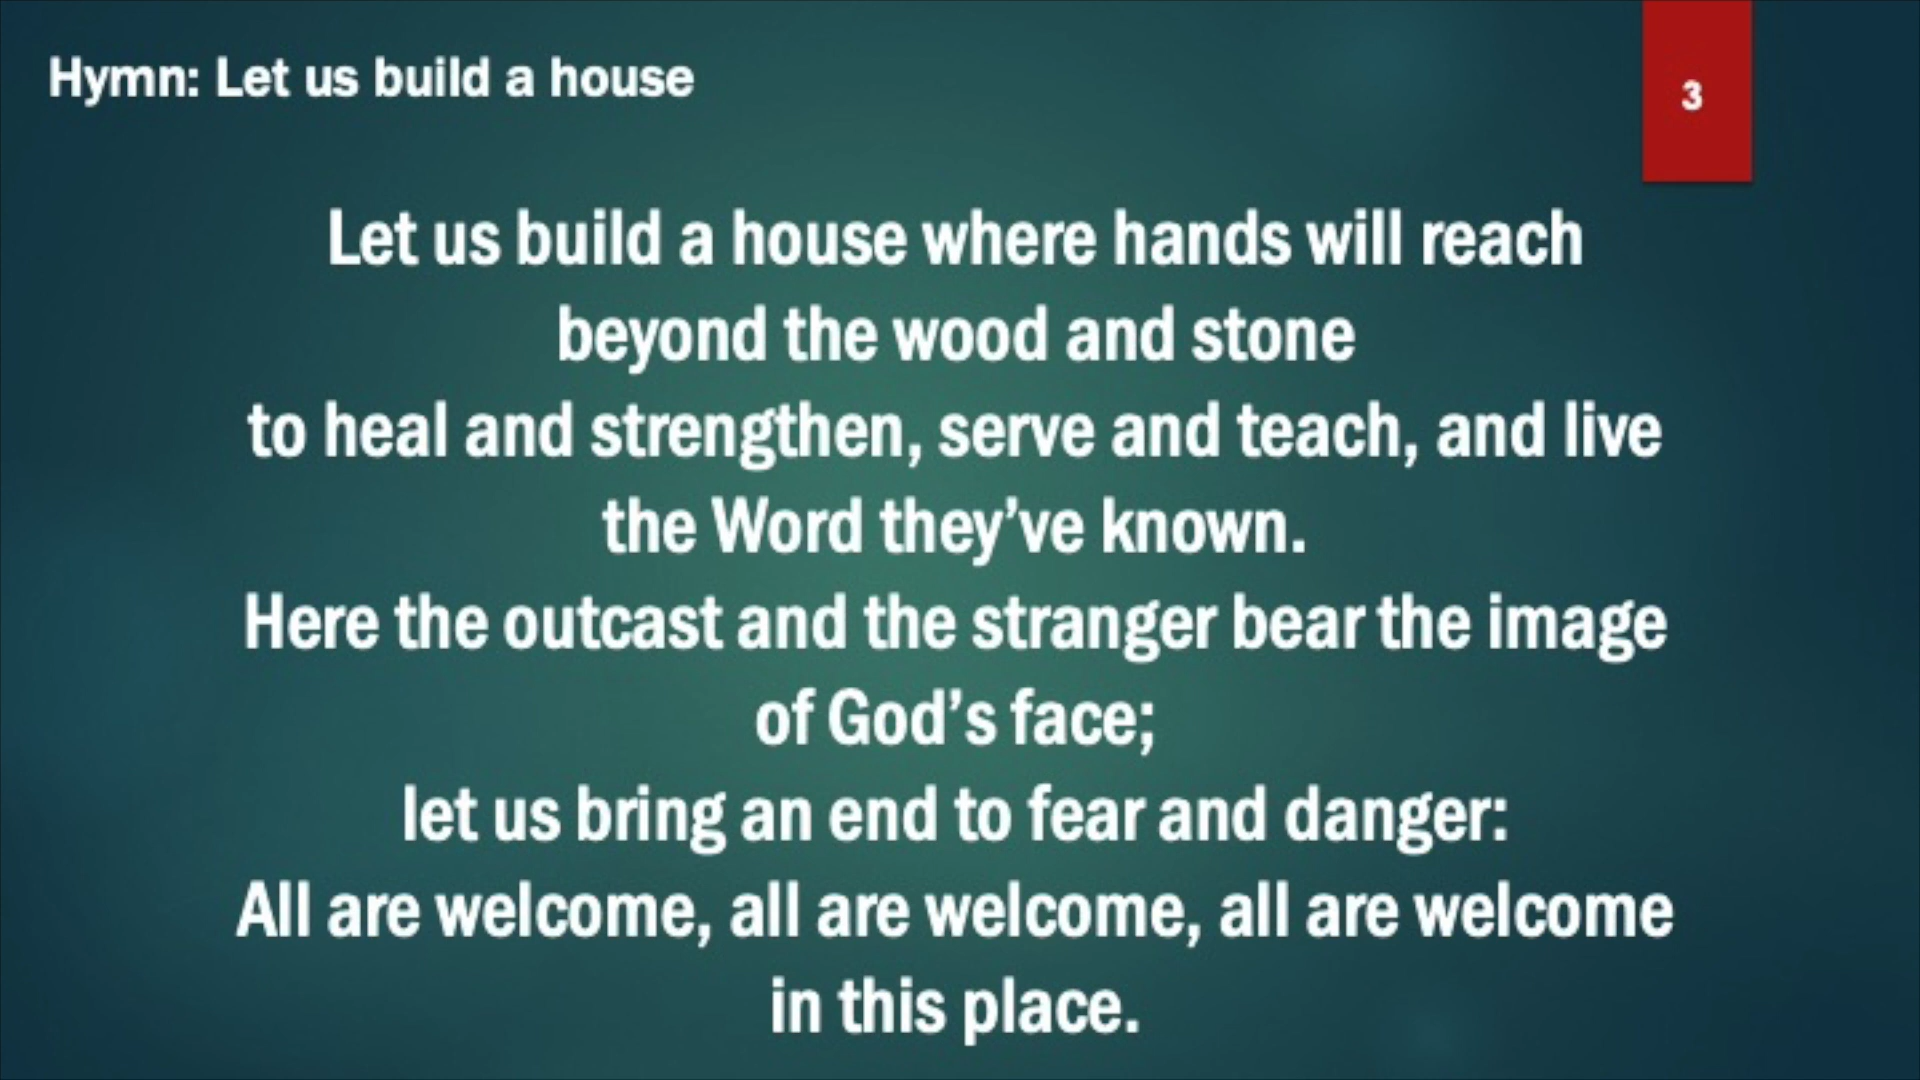 Hymn: Let us build a house
3
Let us build a house where hands will reach
beyond the wood and stone
to heal and strengthen, serve and teach, and live
the Word they’ve known.
Here the outcast and the stranger bear the image
of God’s face;
let us bring an end to fear and danger:
All are welcome, all are welcome, all are welcome
in this place.